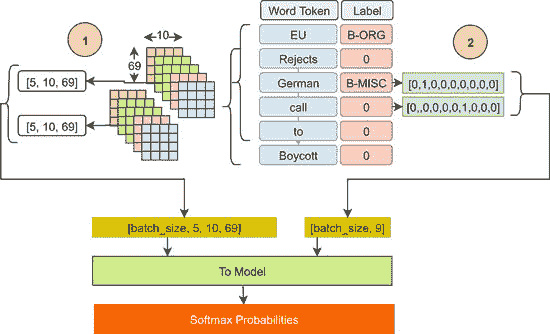 1
10
69
[5, 10, 69]
[5, 10, 69]
Word Token Label
EU B-ORG
Rejects 0
German B-MISC
call 0
to 0
Boycott 0
2
[0,1,0,0,0,0,0,0,0]
[0,,0,0,0,0,1,0,0,0]
[batch_size, 5, 10, 69]
[batch_size, 9]
To Model
Softmax Probabilities